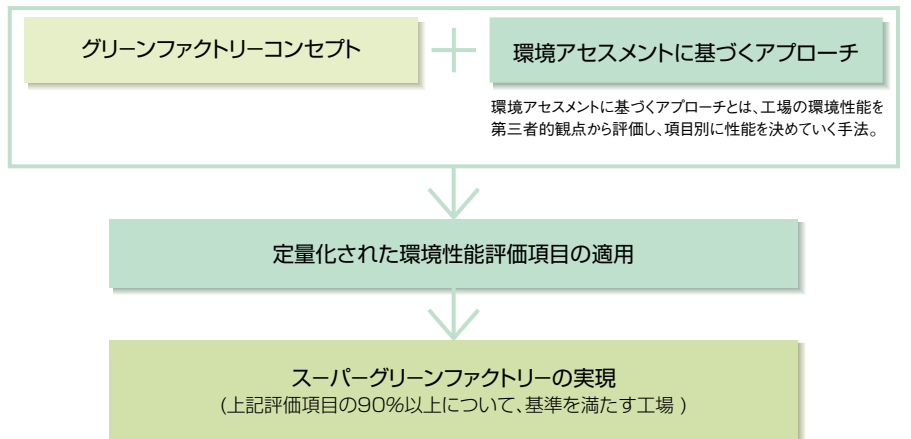 グリーンファクトリーコンセプト
環境アセスメントに基づくアプローチ
環境アセスメントに基づくアプローチとは、工場の環境性能を
第三者的観点から評価し、項目別に性能を決めていく手法。
定量化された環境性能評価項目の適用
スーパーグリーンファクトリーの実現
(上記評価項目の90%以上について、基準を満たす工場 )